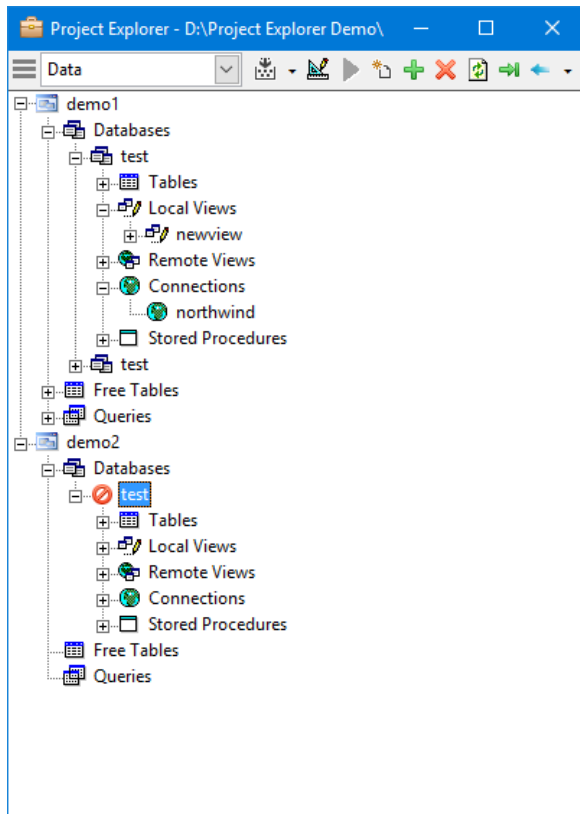 Project Explorer - D:\Project Explorer Demo\
Data
demo1
Databases
test
Tables
Local Views
newview
Remote Views
Connections
northwind
Stored Procedures
test
Free Tables
Queries
demo2
Databases
test
Tables
Local Views
Remote Views
Connections
Stored Procedures
Free Tables
Queries